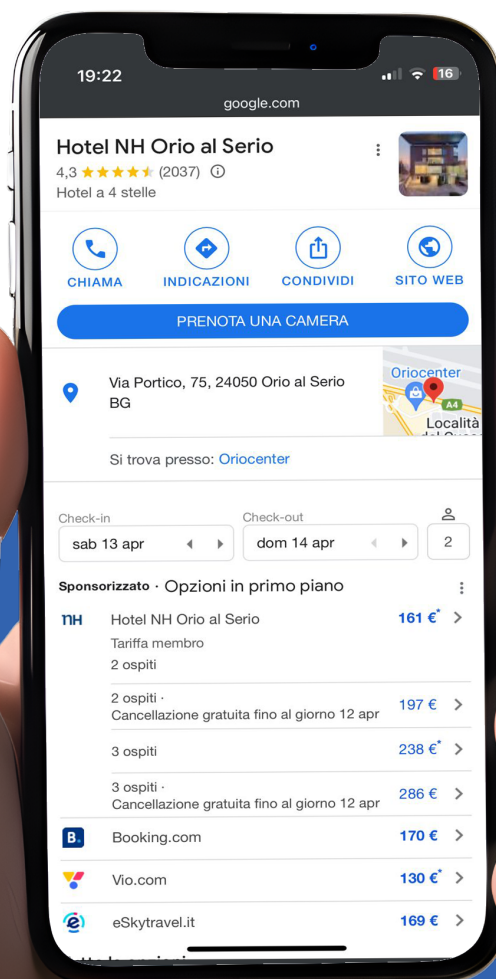 19:22
16
google.com
Hotel NH Orio al Serio
4,3 (2037)
Hotel a 4 stelle
CHIAMA
INDICAZIONI
CONDIVIDI
SITO WEB
PRENOTA UNA CAMERA
Via Portico, 75, 24050 Orio al Serio
BG
Oriocenter
A4
Località
Si trova presso: Oriocenter
Check-in
Check-out
sab 13 apr
dom 14 apr
2
Sponsorizzato · Opzioni in primo piano
nH Hotel NH Orio al Serio 161 €*
Tariffa membro
2 ospiti
2 ospiti ·
Cancellazione gratuita fino al giorno 12 apr 197 €
3 ospiti 238 €*
3 ospiti ·
Cancellazione gratuita fino al giorno 12 apr 286 €
B. Booking.com 170 €
Vio.com 130 €*
e eSkytravel.it 169 €